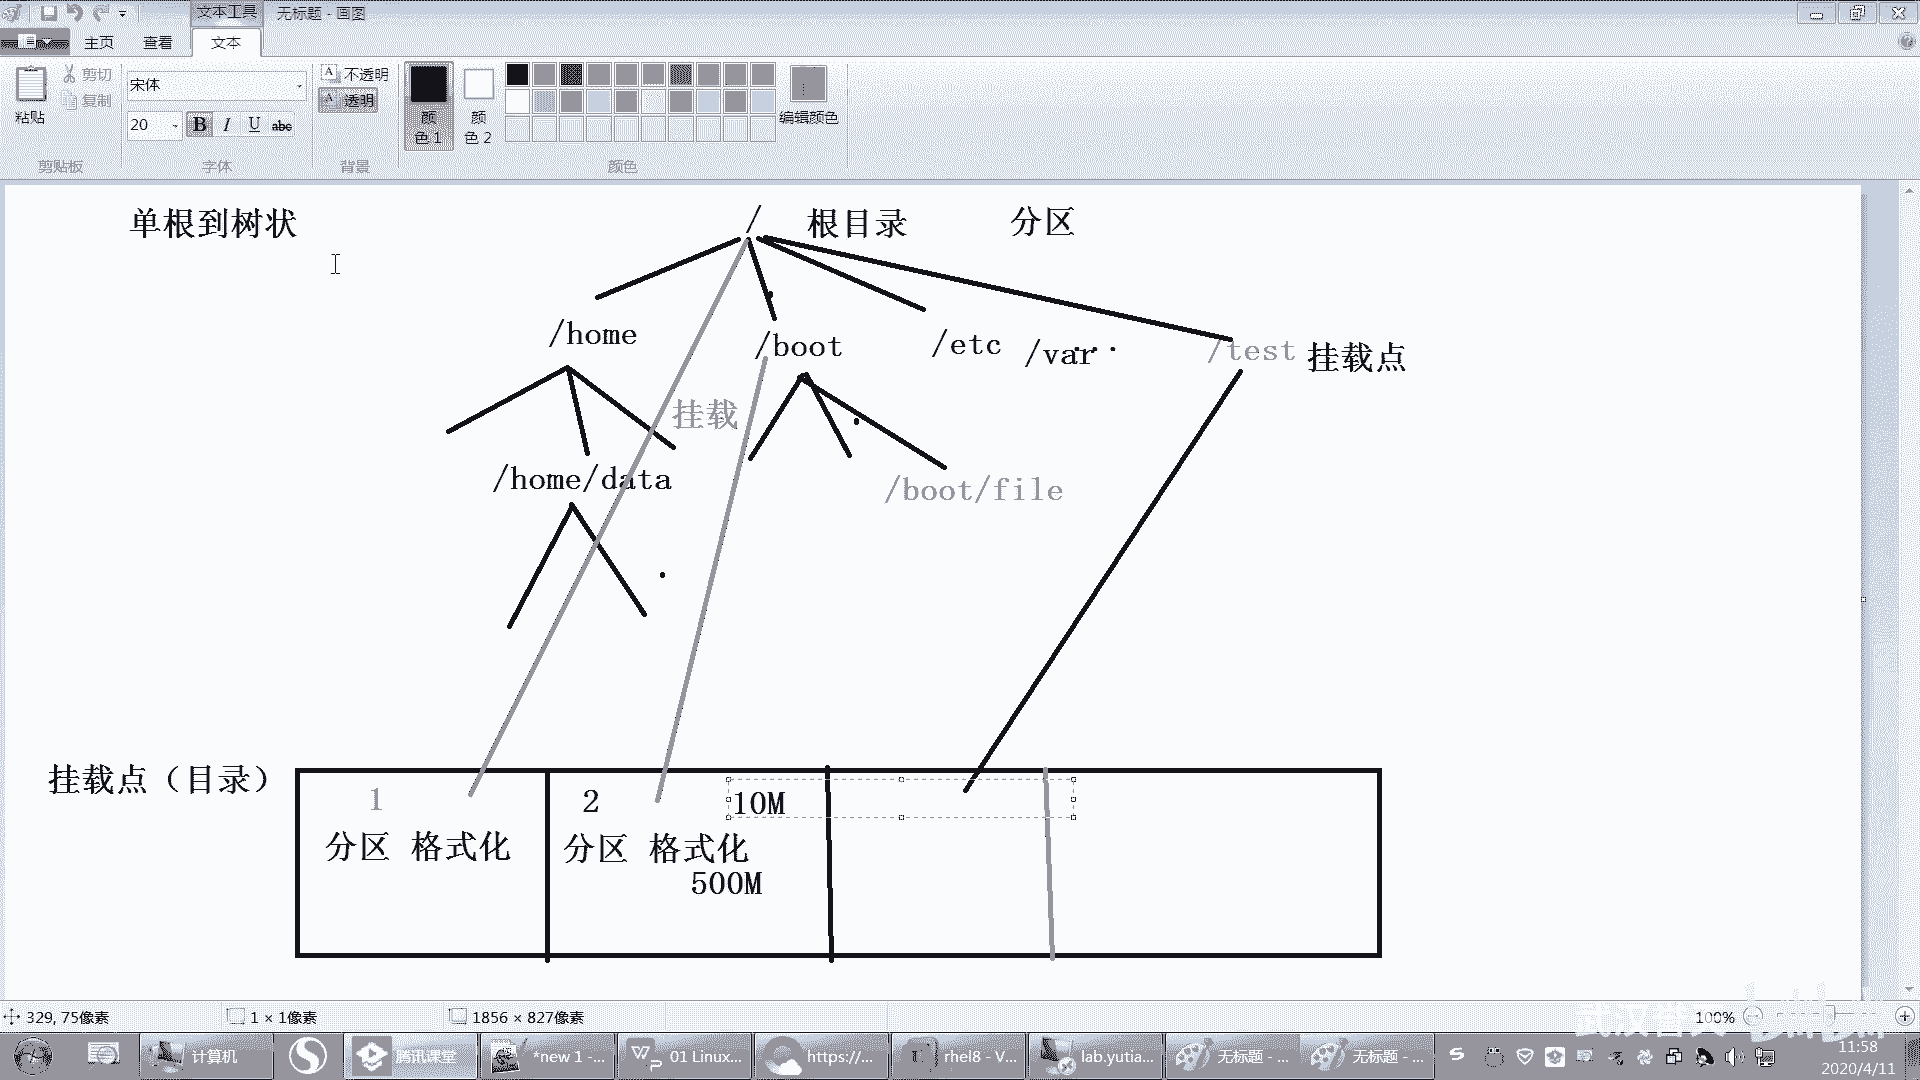 文本工具 无标题 - 画图
主页 查看 文本
粘贴 剪切 复制
宋体
20 B I U abc
A 不透明
A 透明
颜色 1 颜色 2 编辑颜色
剪贴板 字体 背景 颜色
单根到树状 / 根目录 分区
/home /boot /etc /var... /test 挂载点
挂载
/home/data /boot/file
挂载点（目录） 1 2 10M
分区 格式化 分区 格式化
500M
329, 75像素 1 × 1像素 1856 × 827像素 100%
计算机 腾讯课堂 *new 1 -... 01 Linux... https://... rhel8 - V... lab.yutia... 无标题 - ... 无标题 - ...
11:58
2020/4/11